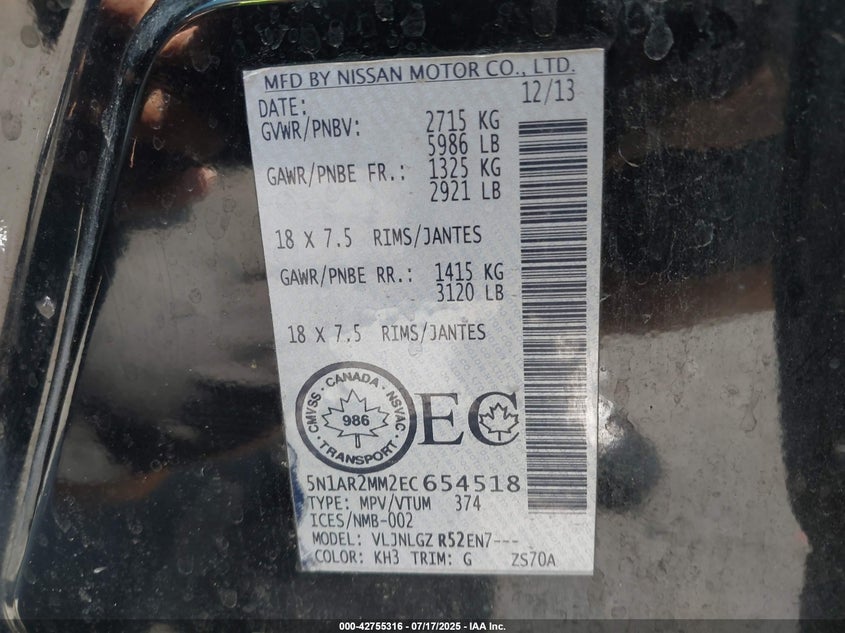 MFD BY NISSAN MOTOR CO., LTD.
DATE: 12/13
GVWR/PNBV: 2715 KG
5986 LB
GAWR/PNBE FR.: 1325 KG
2921 LB
18 X 7.5 RIMS/JANTES
GAWR/PNBE RR.: 1415 KG
3120 LB
18 X 7.5 RIMS/JANTES
CMVSS · CANADA · NSVAC · TRANSPORT ·
986
EC
5N1AR2MM2EC654518
TYPE: MPV/VTUM 374
ICES/NMB-002
MODEL: VLJNLGZ R52EN7---
COLOR: KH3 TRIM: G ZS70A
000-42755316 - 07/17/2025 - IAA Inc.